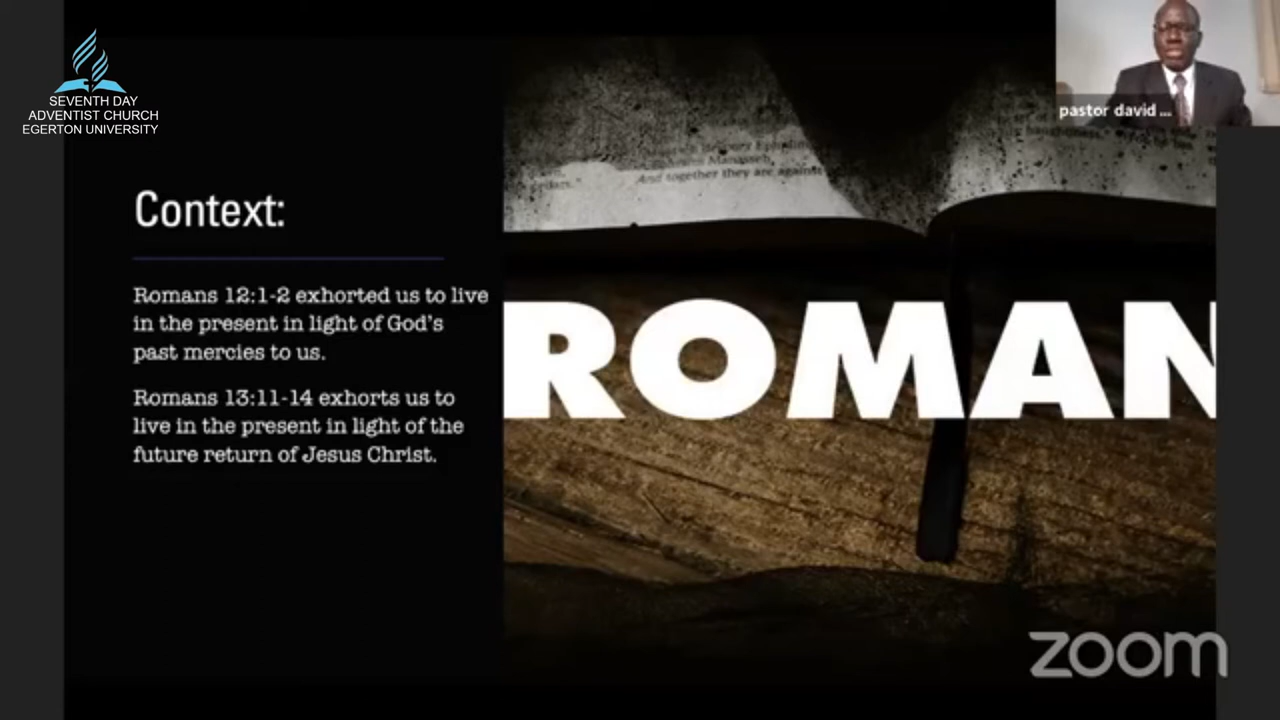 SEVENTH DAY
ADVENTIST CHURCH
EGERTON UNIVERSITY
pastor david ...
Context:
Romans 12:1-2 exhorted us to live
in the present in light of God's
past mercies to us.
Romans 13:11-14 exhorts us to
live in the present in light of the
future return of Jesus Christ.
Manasseh,
And together they are against
ROMAN
zoom